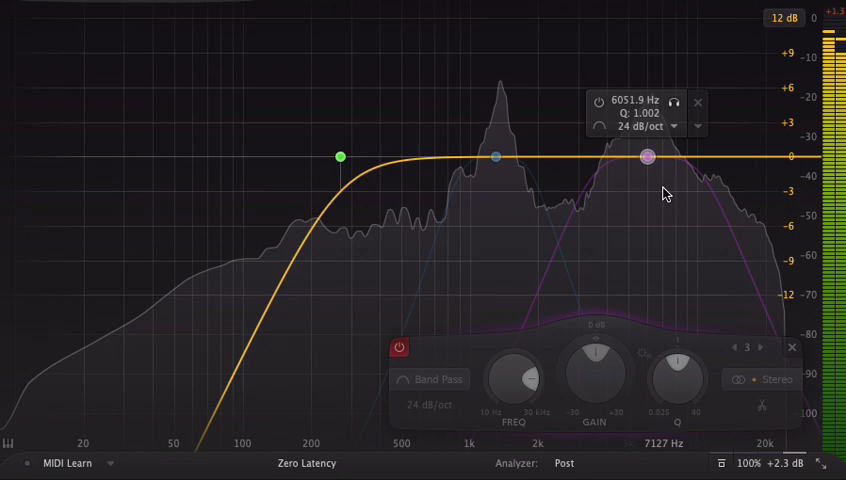 12 dB 0 +1.3
+9 -10
+6 -20
+3 -30
0 -40
-3 -50
-6
-9 -60
-12 -70
-80
-90
-100
6051.9 Hz
Q: 1.002
24 dB/oct
0 dB
3
Band Pass
24 dB/oct
10 Hz 30 kHz
FREQ
-30 +30
GAIN
1
0.025 40
Q
Stereo
20 50 100 200 500 1k 2k 7127 Hz 20k
MIDI Learn
Zero Latency
Analyzer: Post
100% +2.3 dB